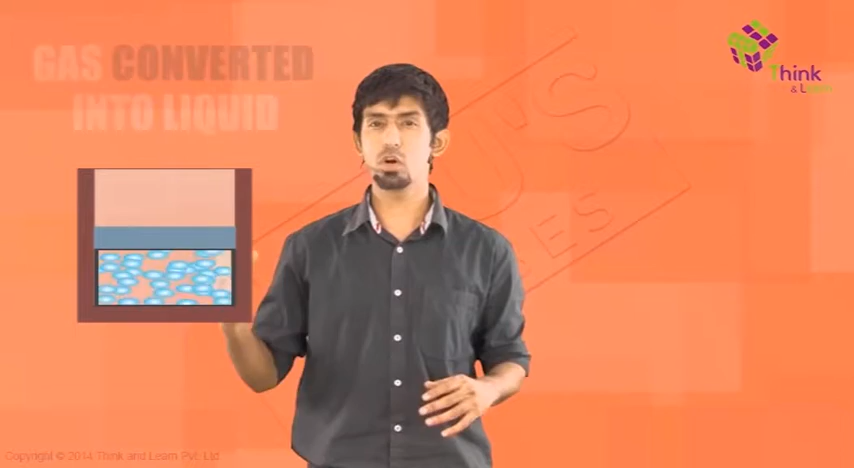 GAS CONVERTED
INTO LIQUID
Think
& Learn
Copyright © 2014 Think and Learn Pvt. Ltd